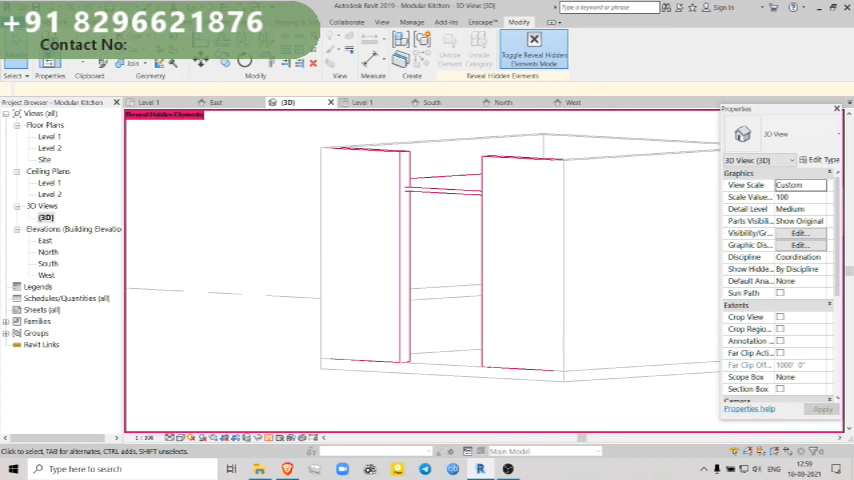 +91 8296621876
Contact No:
Autodesk Revit 2019 - Modular Kitchen - 3D View: {3D}
Type a keyword or phrase
Sign In
Collaborate View Manage Add-Ins Enscape™ Modify
Select Properties Clipboard Geometry Modify View Measure Create Reveal Hidden Elements
Join
Unhide Element
Unhide Category
Toggle Reveal Hidden Elements Mode
Project Browser - Modular Kitchen
Level 1 East {3D} Level 1 South North West
Reveal Hidden Elements
Views (all)
Floor Plans
Level 1
Level 2
Site
Ceiling Plans
Level 1
Level 2
3D Views
{3D}
Elevations (Building Elevation
East
North
South
West
Legends
Schedules/Quantities (all)
Sheets (all)
Families
Groups
Revit Links
Properties
3D View
3D View: {3D} Edit Type
Graphics
View Scale Custom
Scale Value... 100
Detail Level Medium
Parts Visibili... Show Original
Visibility/Gr... Edit...
Graphic Dis... Edit...
Discipline Coordination
Show Hidde... By Discipline
Default Ana... None
Sun Path
Extents
Crop View
Crop Regio...
Annotation ...
Far Clip Acti...
Far Clip Off... 1000' 0"
Scope Box None
Section Box
Camera
Properties help Apply
1 : 100
Click to select, TAB for alternates, CTRL adds, SHIFT unselects.
:0 Main Model
:0
Type here to search
ENG
12:59
18-08-2021